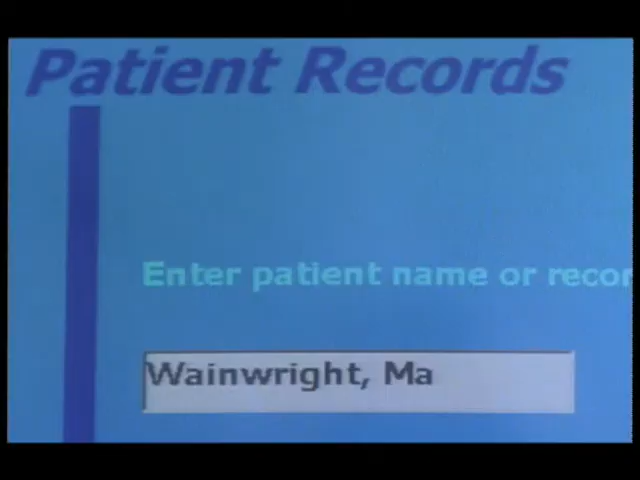 Patient Records
Enter patient name or recor
Wainwright, Ma